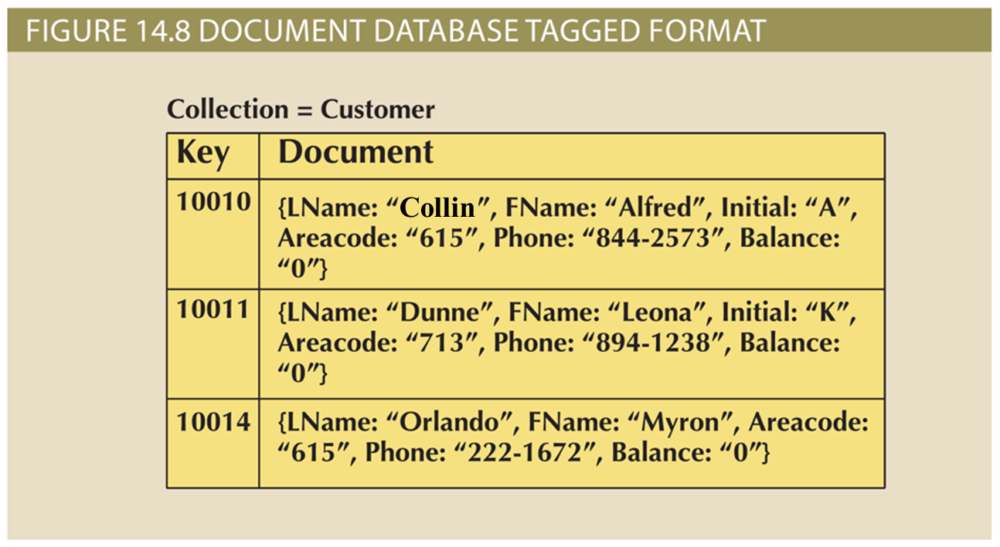 FIGURE 14.8 DOCUMENT DATABASE TAGGED FORMAT
Collection = Customer
Key Document
10010 {LName: “Collin”, FName: “Alfred”, Initial: “A”,
Areacode: “615”, Phone: “844-2573”, Balance:
“0”}
10011 {LName: “Dunne”, FName: “Leona”, Initial: “K”,
Areacode: “713”, Phone: “894-1238”, Balance:
“0”}
10014 {LName: “Orlando”, FName: “Myron”, Areacode:
“615”, Phone: “222-1672”, Balance: “0”}